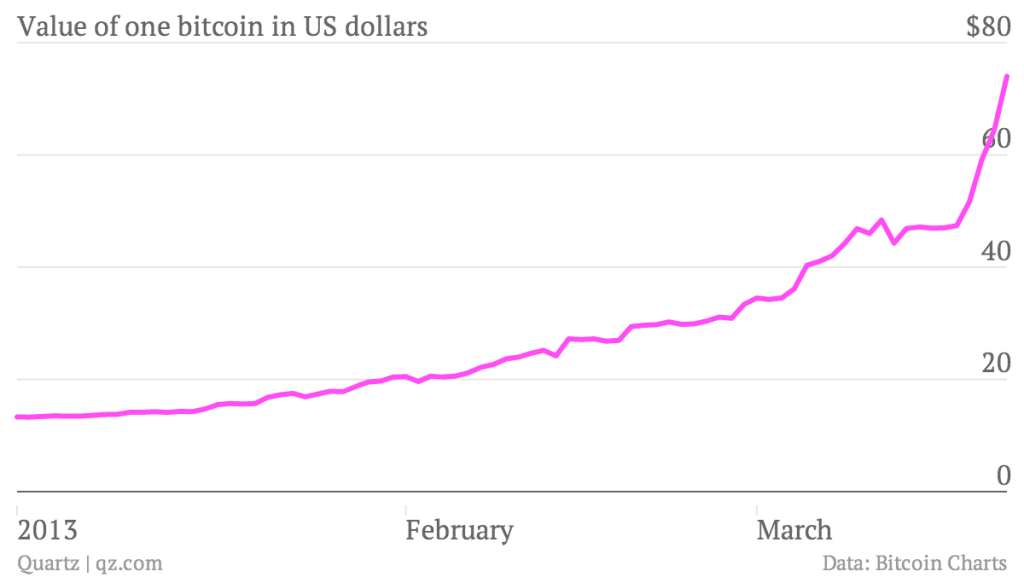 Value of one bitcoin in US dollars
$80
60
40
20
0
2013 February March
Quartz | qz.com Data: Bitcoin Charts